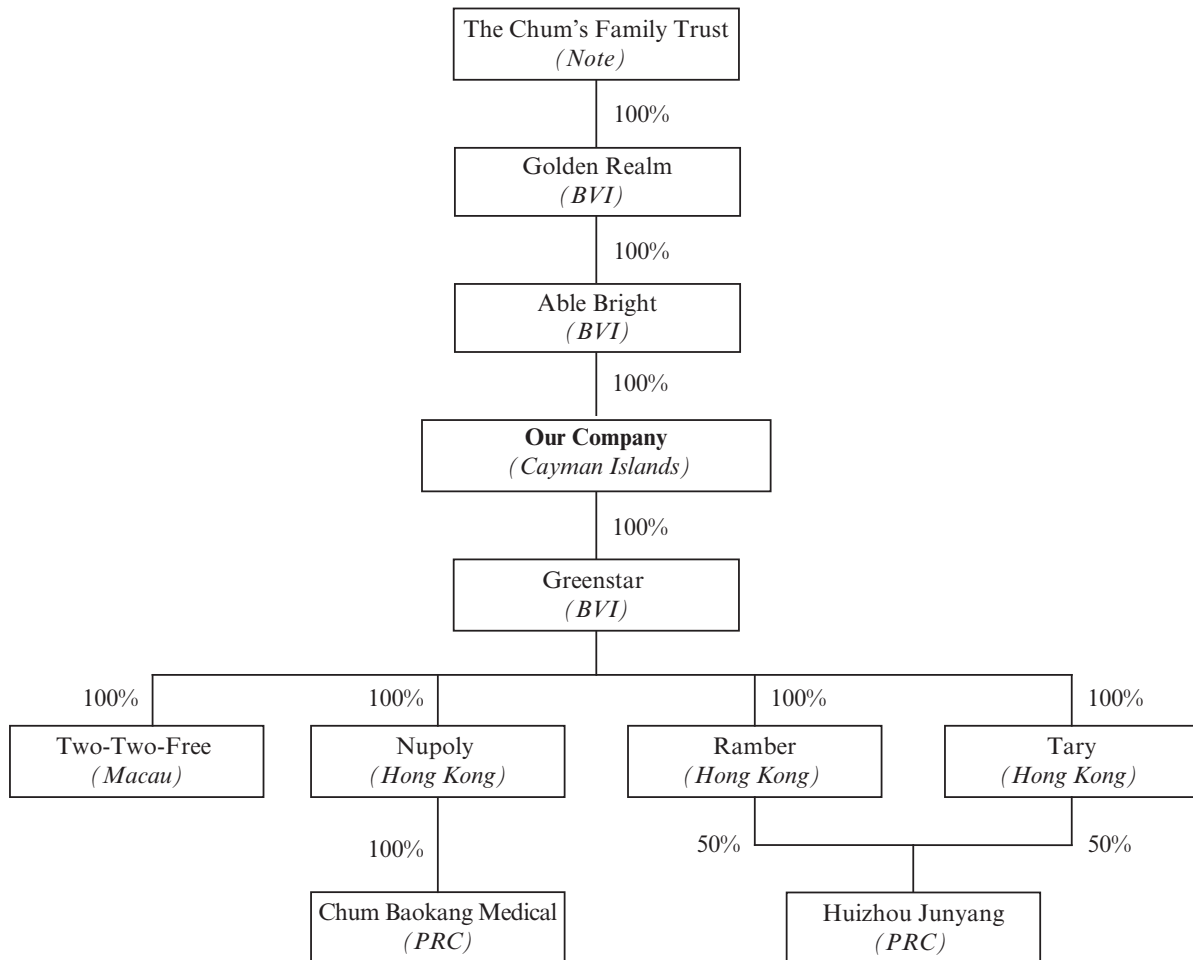 The Chum’s Family Trust
(Note)
100%
Golden Realm
(BVI)
100%
Able Bright
(BVI)
100%
Our Company
(Cayman Islands)
100%
Greenstar
(BVI)
100% 100% 100% 100%
Two-Two-Free Nupoly Ramber Tary
(Macau) (Hong Kong) (Hong Kong) (Hong Kong)
100% 50% 50%
Chum Baokang Medical Huizhou Junyang
(PRC) (PRC)